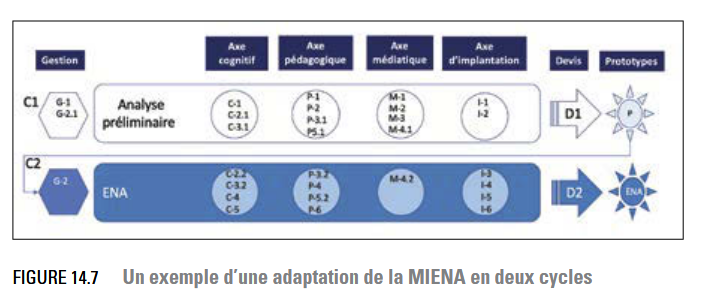 Gestion
Axe
cognitif
Axe
pédagogique
Axe
médiatique
Axe
d'implantation
Devis
Prototypes
C1
G-1
G-2.1
Analyse
préliminaire
C-1
C-2.1
C-3.1
P-1
P-2
P-3.1
P5.1
M-1
M-2
M-3
M-4.1
I-1
I-2
D1
P
C2
G-2
ENA
C-2.2
C-3.2
C-4
C-5
P-3.2
P-4
P-5.2
P-6
M-4.2
I-3
I-4
I-5
I-6
D2
ENA
FIGURE 14.7 Un exemple d'une adaptation de la MIENA en deux cycles